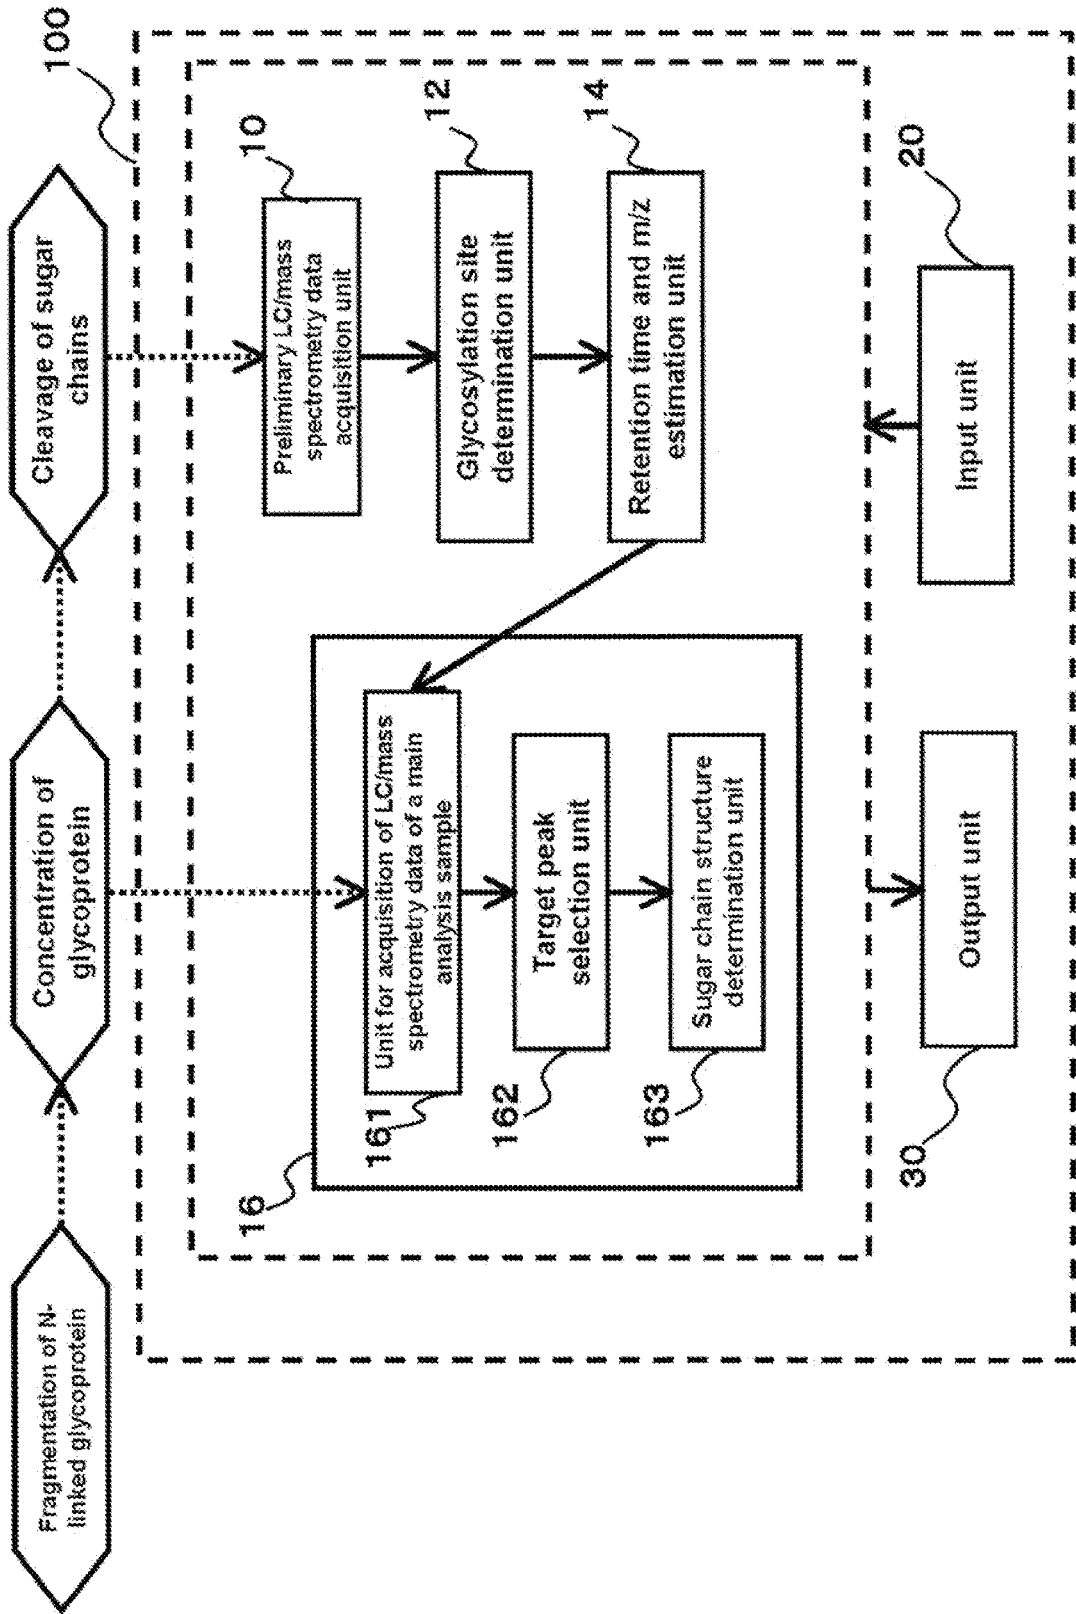 Fragmentation of N-
linked glycoprotein
Concentration of
glycoprotein
Cleavage of sugar
chains
100
16
161
Unit for acquisition of LC/mass
spectrometry data of a main
analysis sample
162
Target peak
selection unit
163
Sugar chain structure
determination unit
10
Preliminary LC/mass
spectrometry data
acquisition unit
12
Glycosylation site
determination unit
14
Retention time and m/z
estimation unit
30
Output unit
20
Input unit